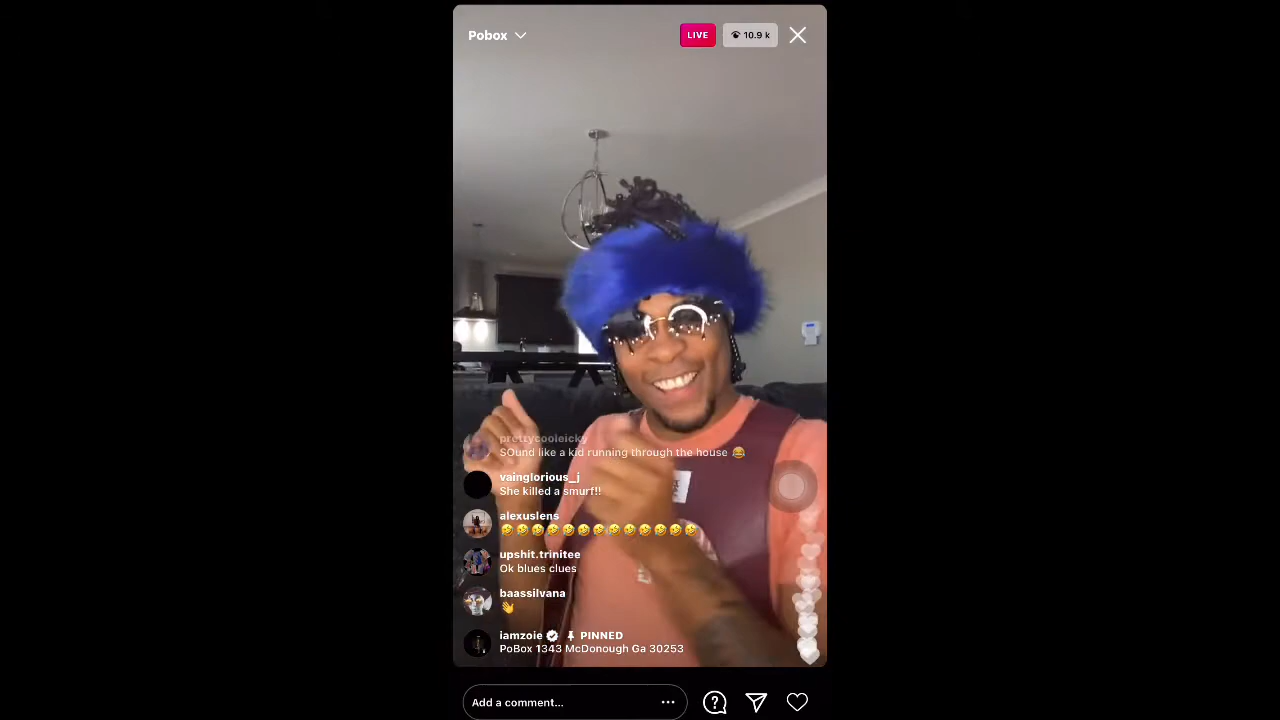 Pobox
LIVE
10.9 k
prettycooleicky
SOund like a kid running through the house 😂
vainglorious_j
She killed a smurf!!
alexuslens
🤣🤣🤣🤣🤣🤣🤣🤣🤣🤣🤣🤣🤣
upshit.trinitee
Ok blues clues
baassilvana
👋
iamzoie PINNED
PoBox 1343 McDonough Ga 30253
Add a comment...